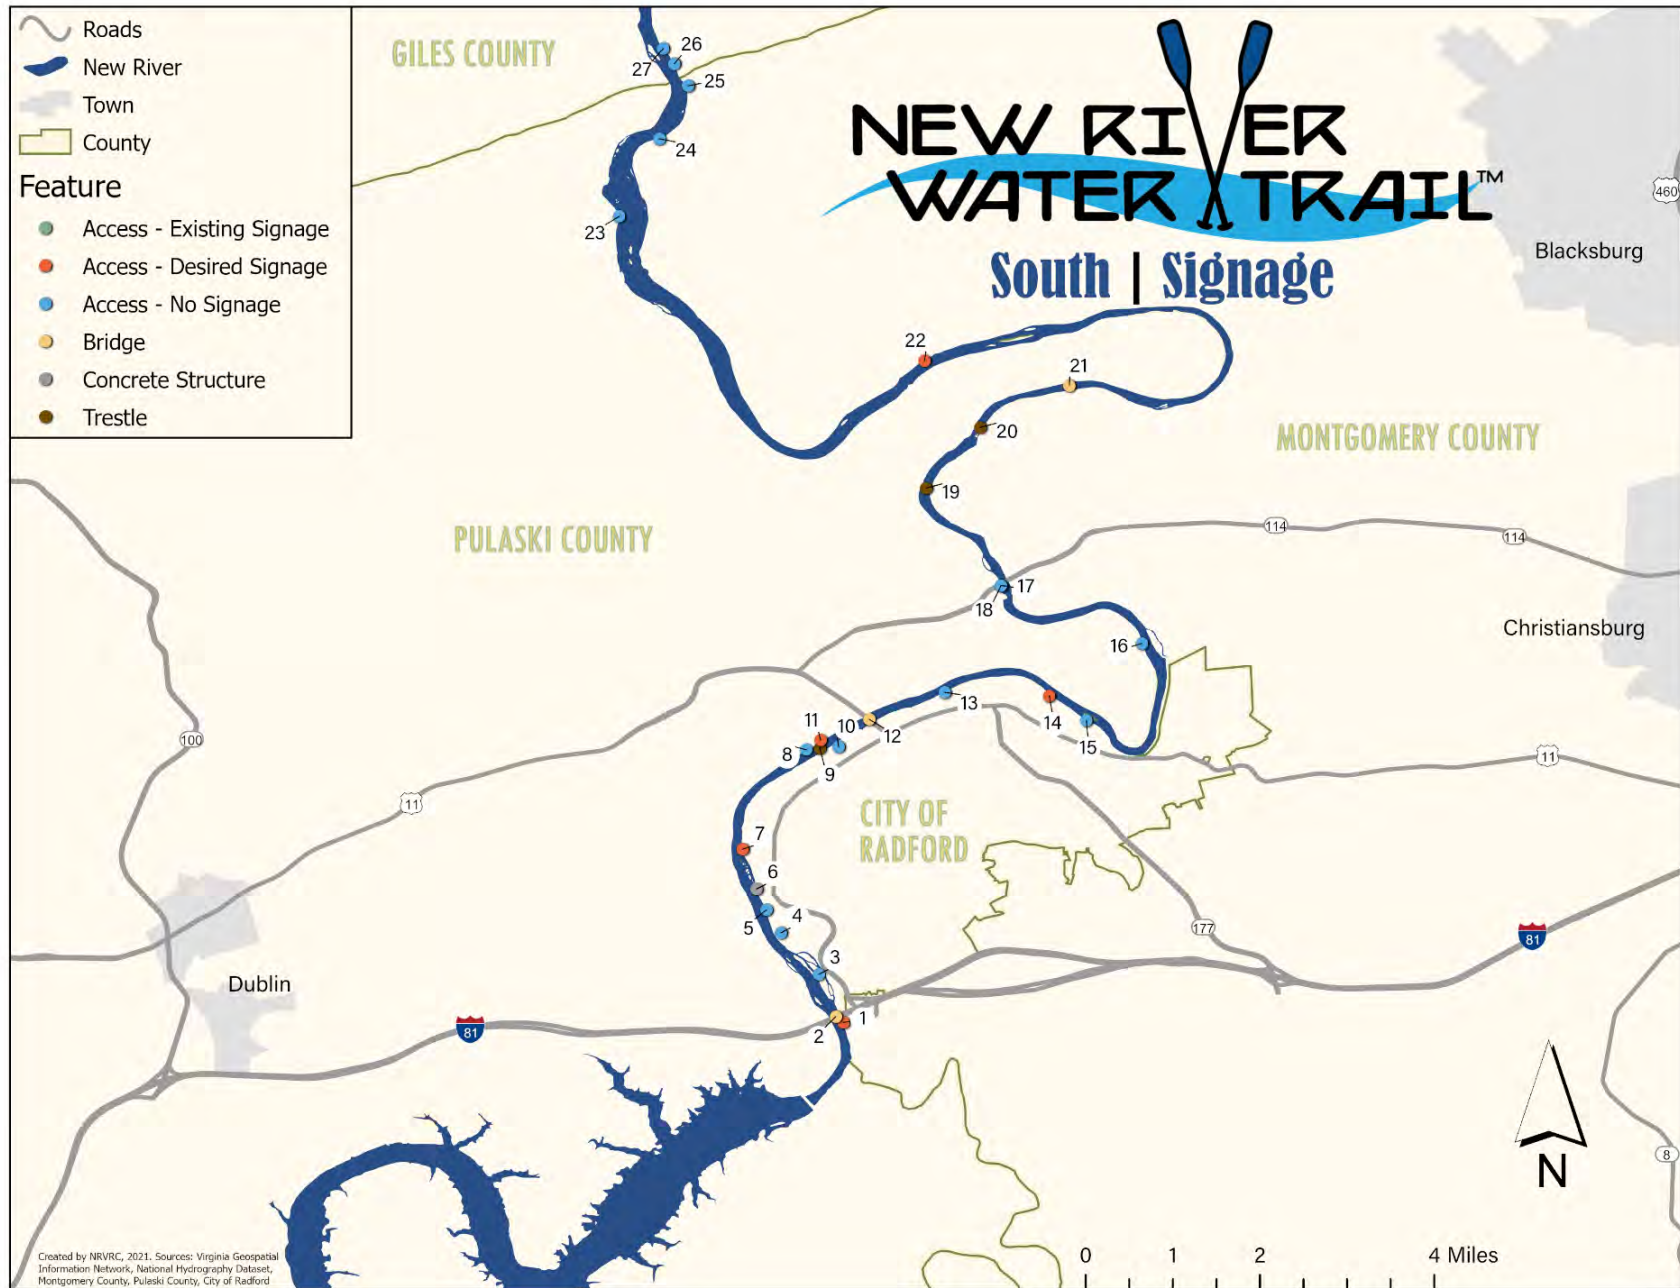 Roads
New River
Town
County
Feature
Access - Existing Signage
Access - Desired Signage
Access - No Signage
Bridge
Concrete Structure
Trestle
GILES COUNTY
27
26
25
24
23
NEW RIVER
WATER TRAIL™
South | Signage
460
Blacksburg
22
21
20
19
MONTGOMERY COUNTY
PULASKI COUNTY
114
114
17
18
16
Christiansburg
13
14
15
11
10
12
8
9
100
11
11
CITY OF
RADFORD
7
6
5
4
3
177
81
Dublin
81
2
1
8
N
0 1 2 4 Miles
Created by NRVRC, 2021. Sources: Virginia Geospatial
Information Network, National Hydrography Dataset,
Montgomery County, Pulaski County, City of Radford